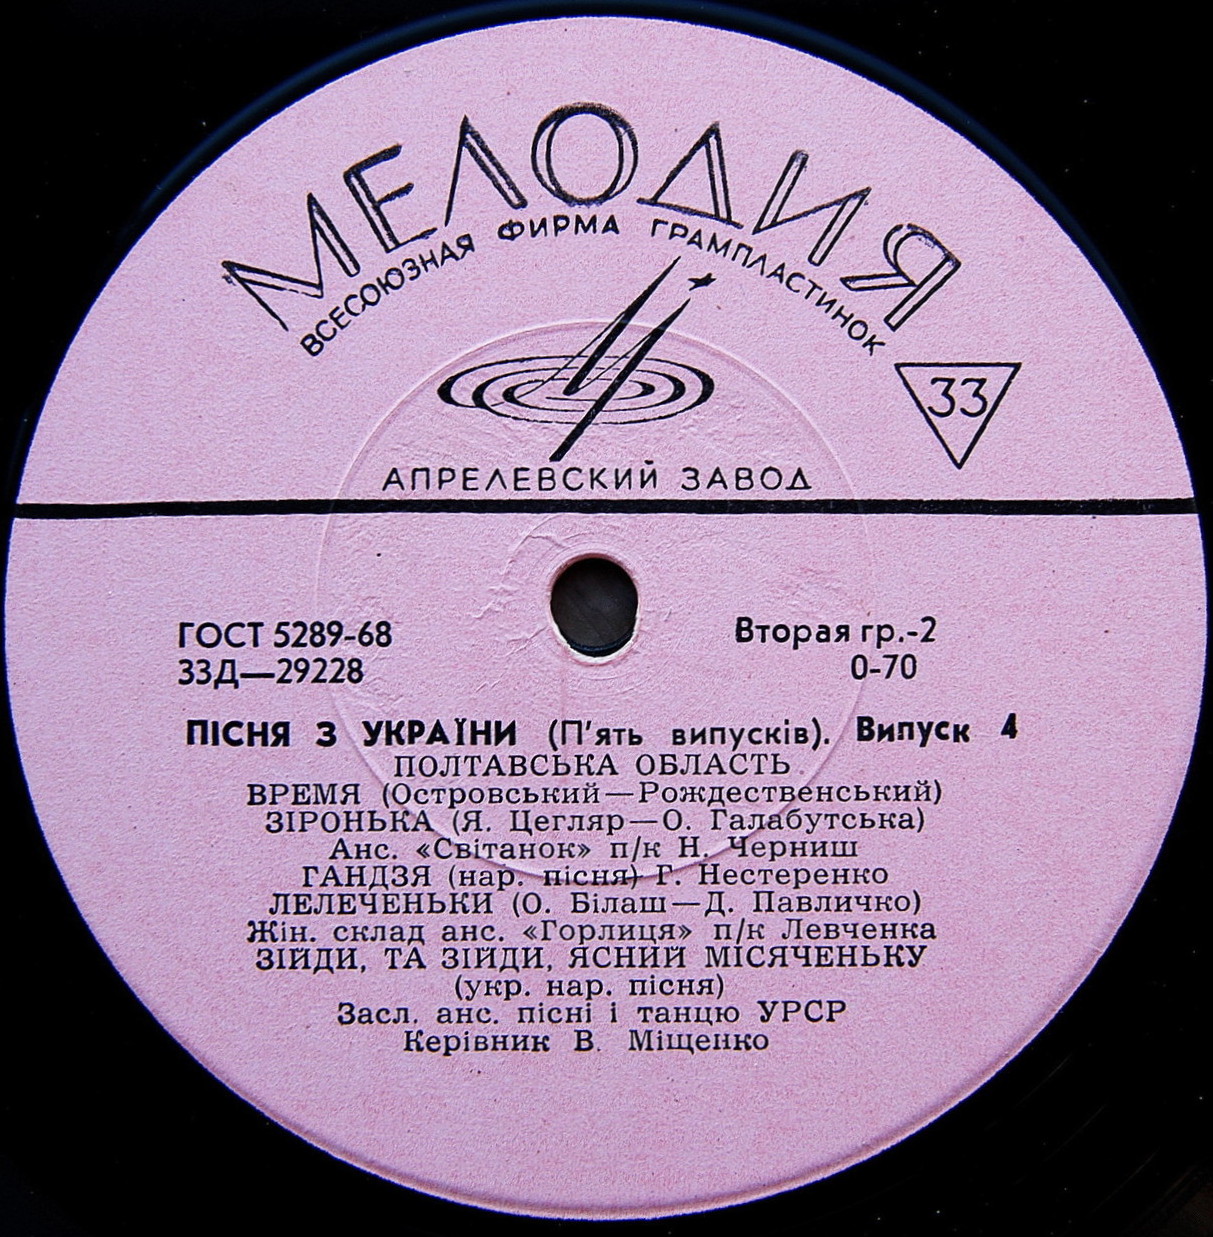 МЕЛОДИЯ
ВСЕСОЮЗНАЯ ФИРМА ГРАМПЛАСТИНОК
33
АПРЕЛЕВСКИЙ ЗАВОД
ГОСТ 5289-68
Вторая гр.-2
33Д—29228
0-70
ПІСНЯ З УКРАЇНИ (П'ять випусків). Випуск 4
ПОЛТАВСЬКА ОБЛАСТЬ
ВРЕМЯ (Островський—Рождественський)
ЗІРОНЬКА (Я. Цегляр—О. Галабутська)
Анс. «Світанок» п/к Н. Черниш
ГАНДЗЯ (нар. пісня) Г. Нестеренко
ЛЕЛЕЧЕНЬКИ (О. Білаш—Д. Павличко)
Жін. склад анс. «Горлиця» п/к Левченка
ЗІЙДИ, ТА ЗІЙДИ, ЯСНИЙ МІСЯЧЕНЬКУ
(укр. нар. пісня)
Засл. анс. пісні і танцю УРСР
Керівник В. Міщенко